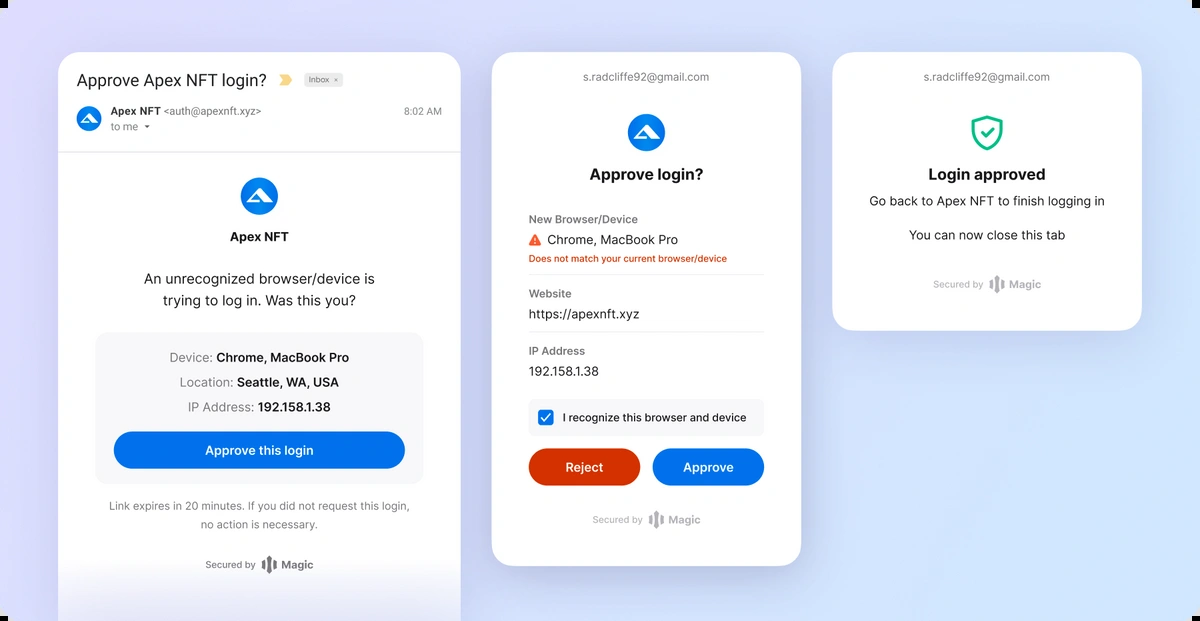 Approve Apex NFT login?
Inbox ×
Apex NFT <auth@apexnft.xyz>
8:02 AM
to me
Apex NFT
An unrecognized browser/device is
trying to log in. Was this you?
Device: Chrome, MacBook Pro
Location: Seattle, WA, USA
IP Address: 192.158.1.38
Approve this login
Link expires in 20 minutes. If you did not request this login,
no action is necessary.
Secured by Magic
s.radcliffe92@gmail.com
Approve login?
New Browser/Device
Chrome, MacBook Pro
Does not match your current browser/device
Website
https://apexnft.xyz
IP Address
192.158.1.38
I recognize this browser and device
Reject
Approve
Secured by Magic
s.radcliffe92@gmail.com
Login approved
Go back to Apex NFT to finish logging in
You can now close this tab
Secured by Magic